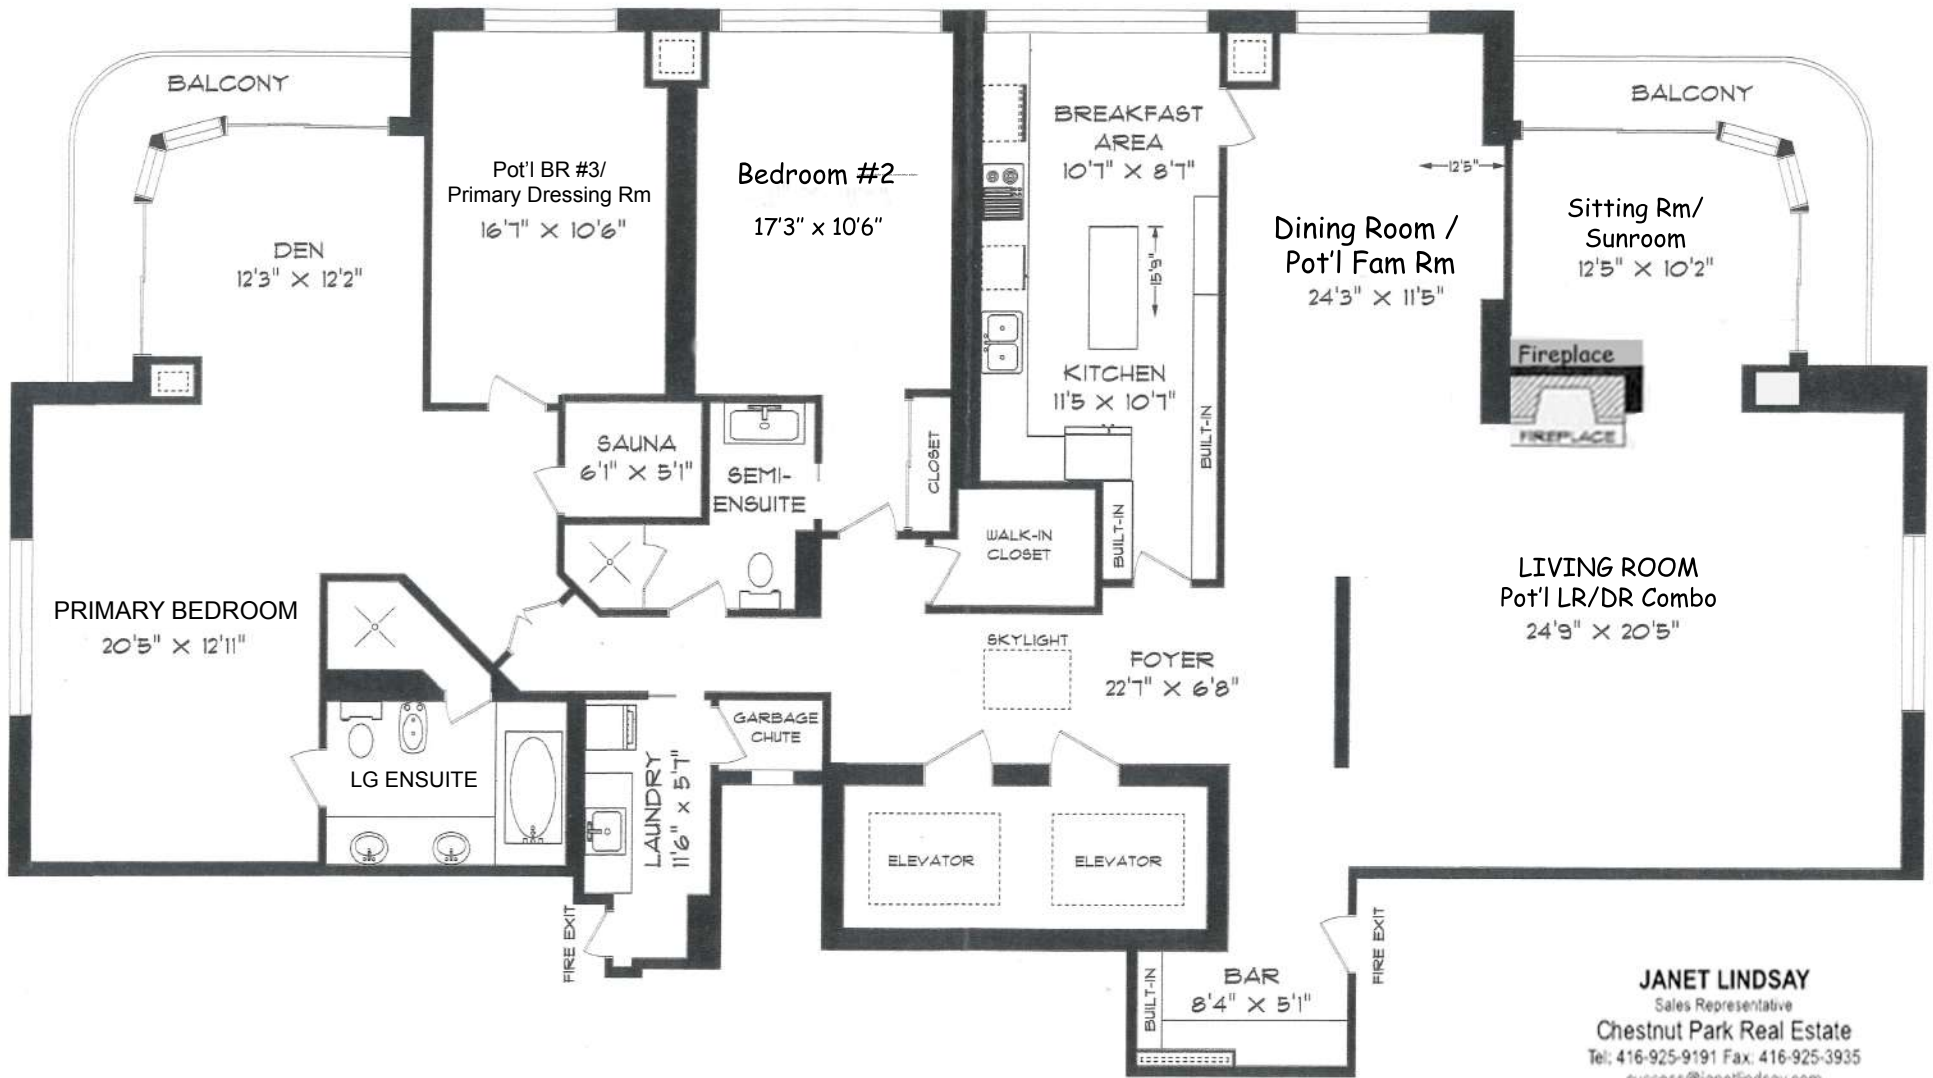 BALCONY
BALCONY
Pot'l BR #3/
Primary Dressing Rm
16'7" X 10'6"
Bedroom #2
17'3" x 10'6"
BREAKFAST
AREA
10'7" X 8'7"
12'5"
DEN
12'3" X 12'2"
15'9"
Dining Room /
Pot'l Fam Rm
24'3" X 11'5"
Sitting Rm/
Sunroom
12'5" X 10'2"
Fireplace
FIREPLACE
KITCHEN
11'5 X 10'7"
BUILT-IN
SAUNA
6'1" X 5'1"
SEMI-
ENSUITE
CLOSET
WALK-IN
CLOSET
BUILT-IN
PRIMARY BEDROOM
20'5" X 12'11"
LIVING ROOM
Pot'l LR/DR Combo
24'9" X 20'5"
SKYLIGHT
FOYER
22'7" X 6'8"
GARBAGE
CHUTE
LG ENSUITE
LAUNDRY
11'6" x 5'7"
ELEVATOR
ELEVATOR
FIRE EXIT
FIRE EXIT
BUILT-IN
BAR
8'4" X 5'1"
JANET LINDSAY
Sales Representative
Chestnut Park Real Estate
Tel: 416-925-9191 Fax: 416-925-3935